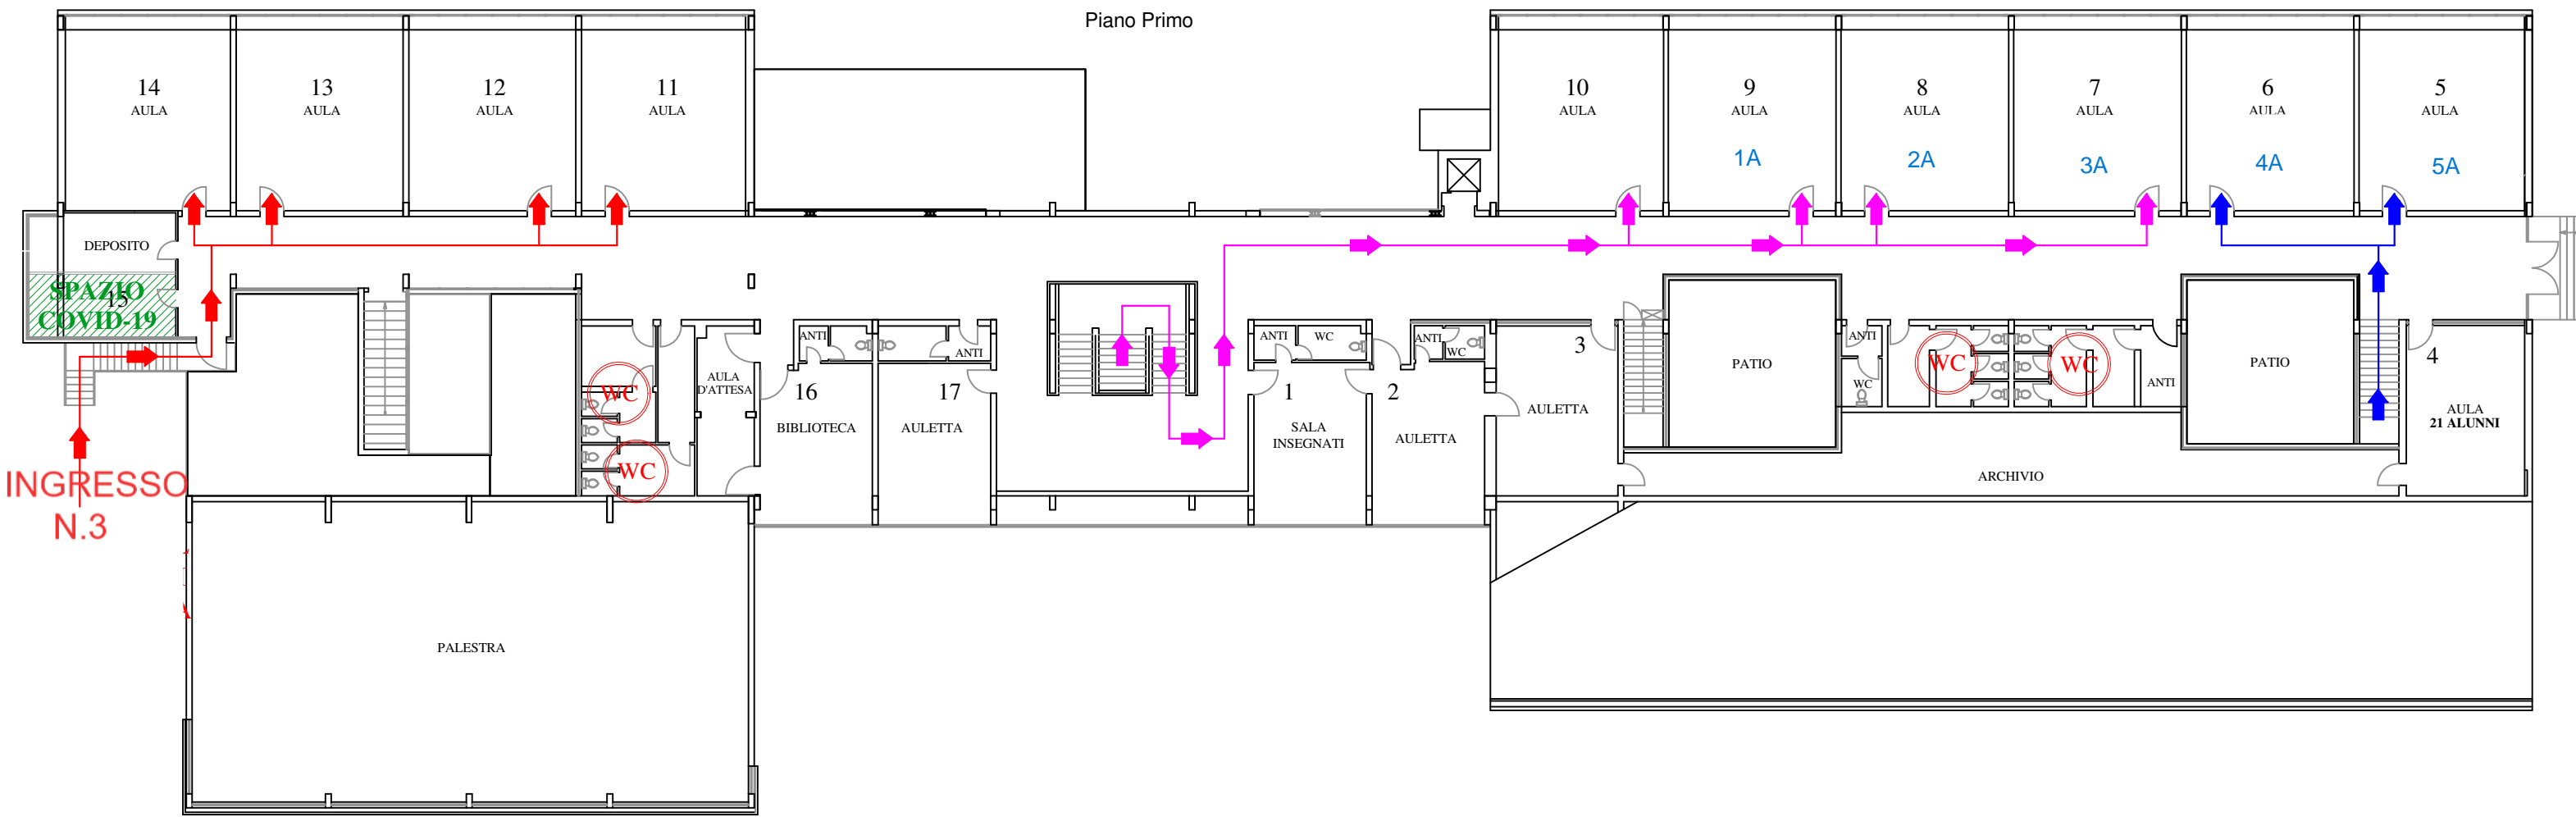 Piano Primo
14
AULA
13
AULA
12
AULA
11
AULA
10
AULA
9
AULA
1A
8
AULA
2A
7
AULA
3A
6
AULA
4A
5
AULA
5A
DEPOSITO
15
SPAZIO
COVID-19
INGRESSO
N.3
WC
WC
AULA
D'ATTESA
ANTI
16
BIBLIOTECA
ANTI
17
AULETTA
ANTI
WC
1
SALA
INSEGNATI
ANTI
WC
2
AULETTA
3
AULETTA
PATIO
ANTI
WC
WC
WC
ANTI
PATIO
4
AULA
21 ALUNNI
ARCHIVIO
PALESTRA